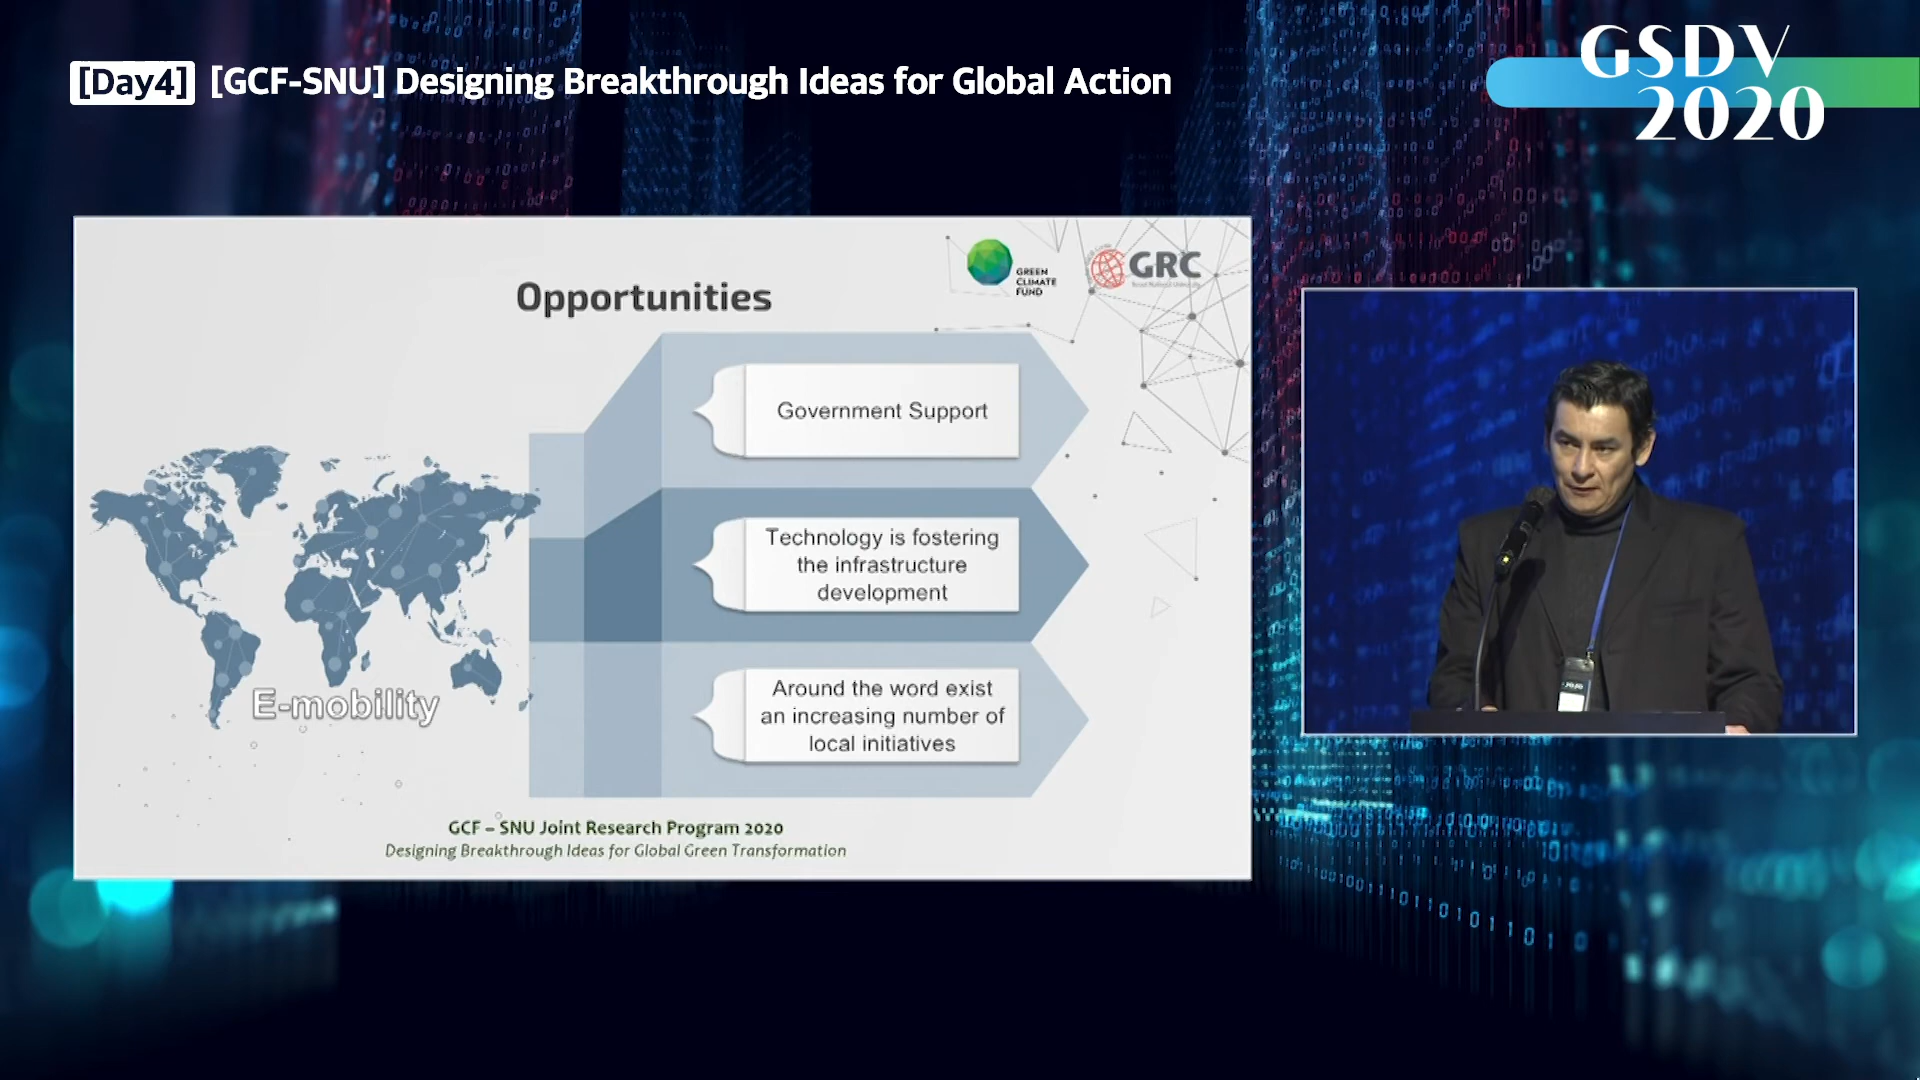 [Day4] [GCF-SNU] Designing Breakthrough Ideas for Global Action
GSDV
2020
Opportunities
GREEN
CLIMATE
FUND
GRC
Government Support
Technology is fostering
the infrastructure
development
Around the word exist
an increasing number of
local initiatives
E-mobility
GCF – SNU Joint Research Program 2020
Designing Breakthrough Ideas for Global Green Transformation